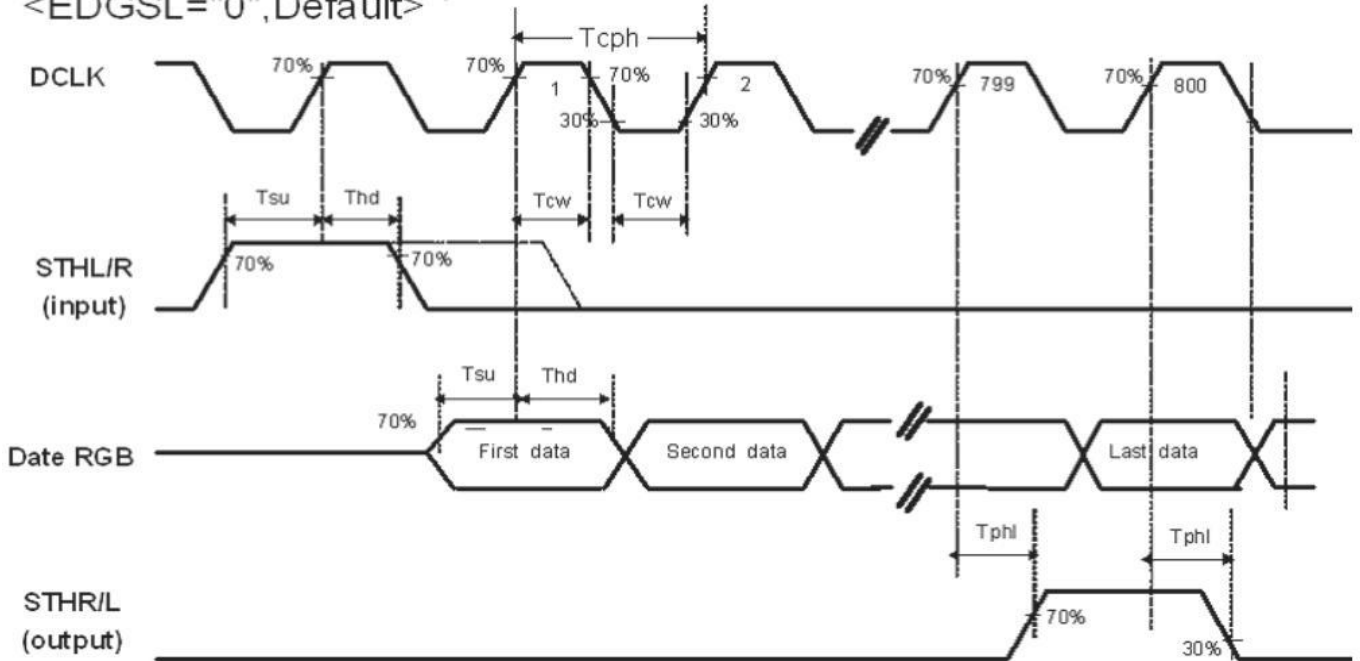 <EDGSL="0",Default>
Tcph
DCLK
70%
70%
1
70%
30%
30%
2
70%
799
70%
800
Tsu
Thd
Tcw
Tcw
STHL/R
(input)
70%
70%
Tsu
Thd
70%
Date RGB
First data
Second data
Last data
Tphl
Tphl
STHR/L
(output)
70%
30%